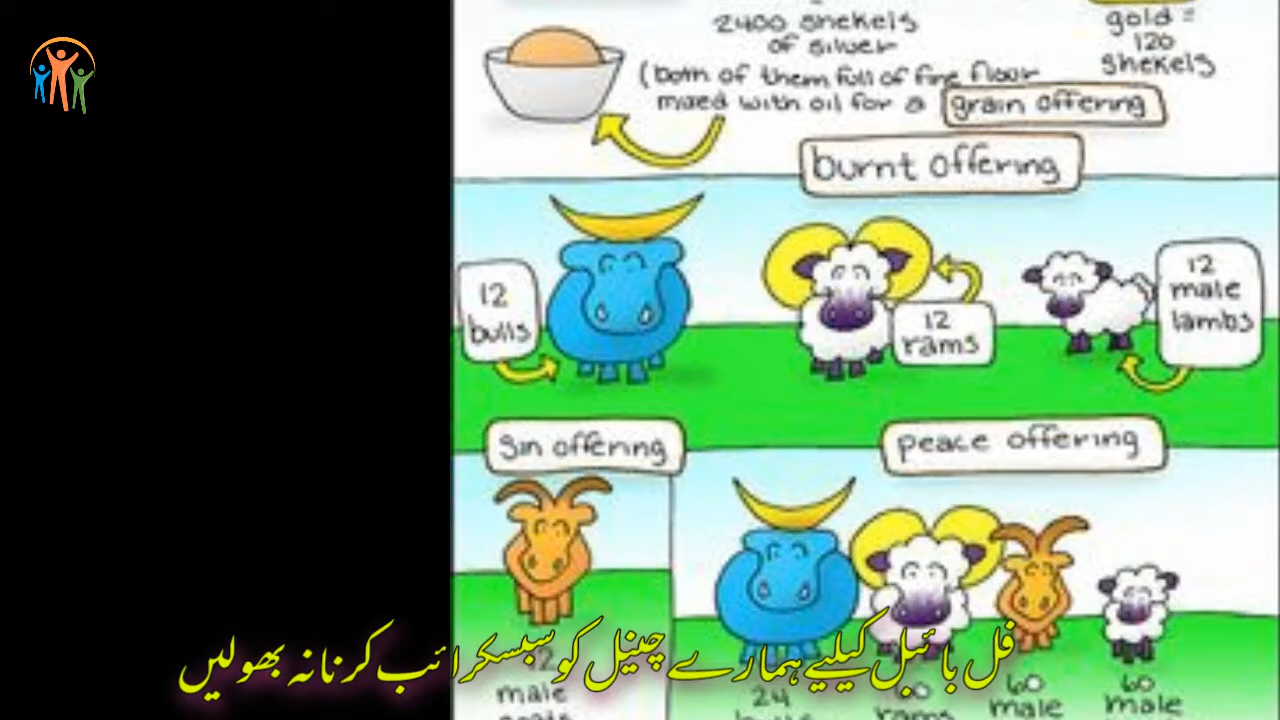 2400 shekels
of silver
(both of them full of fine flour
mixed with oil for a grain offering
gold =
120
shekels
burnt offering
12
bulls
12
rams
12
male
lambs
sin offering
peace offering
فل بائبل کیلیے ہمارے چینل کو سبسکرائب کرنا نہ بھولیں
male
24
60
male
60
male
rams